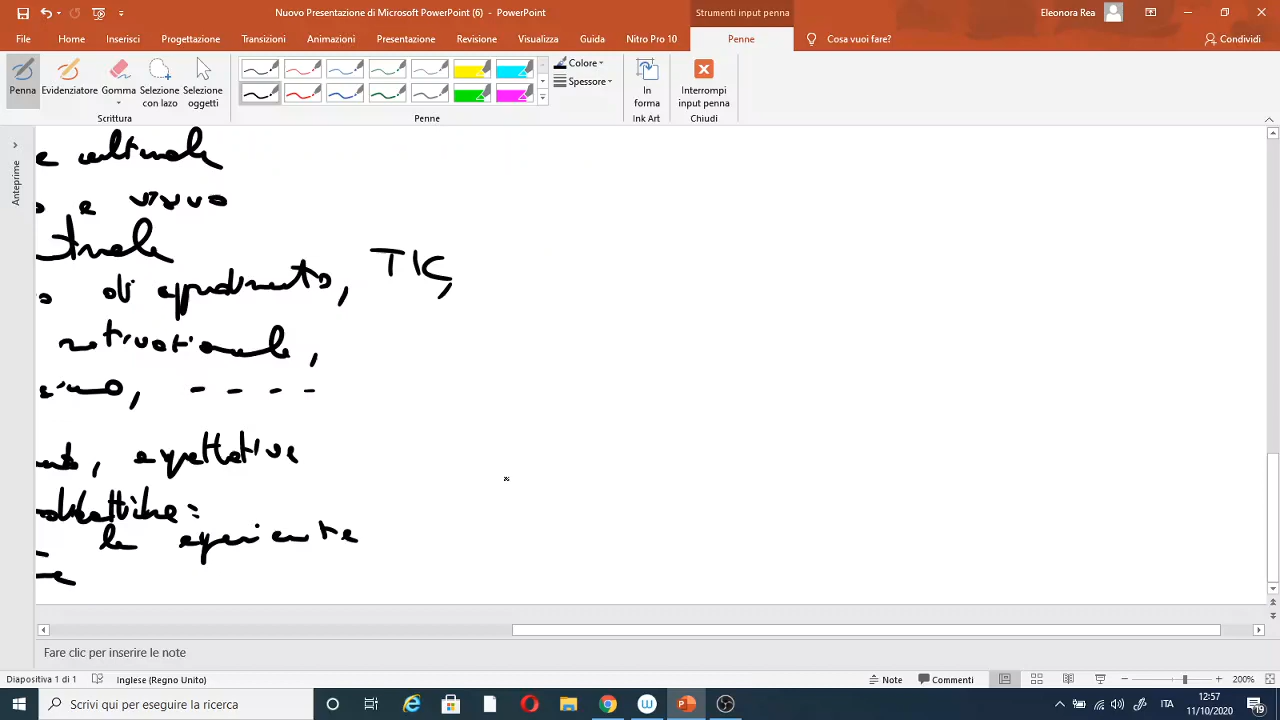 Nuovo Presentazione di Microsoft PowerPoint (6) - PowerPoint
Strumenti input penna
Eleonora Rea
File Home Inserisci Progettazione Transizioni Animazioni Presentazione Revisione Visualizza Guida Nitro Pro 10 Penne Cosa vuoi fare? Condividi
Penna Evidenziatore Gomma Selezione con lazo Selezione oggetti
Colore
Spessore
In forma
Interrompi input penna
Scrittura Penne Ink Art Chiudi
Anteprime
e culturale
o e visivo
di apprendimento, TIC,
motivazionale,
, - - - -
, aspettative
didattiche:
le esperienze
Fare clic per inserire le note
Diapositiva 1 di 1 Inglese (Regno Unito) Note Commenti 200%
Scrivi qui per eseguire la ricerca
ITA
12:57
11/10/2020
19